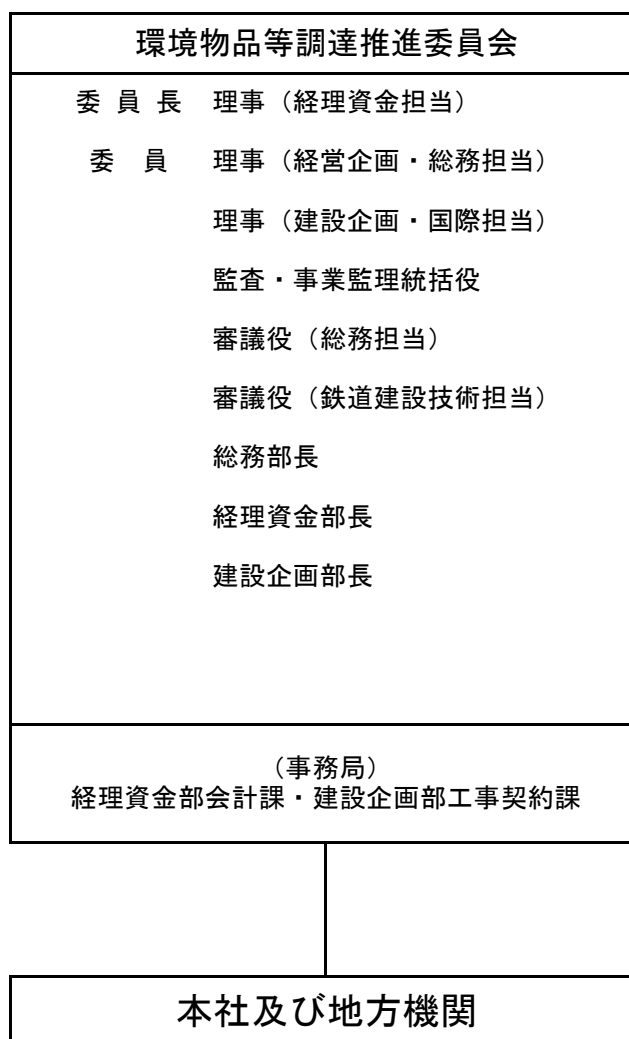 環境物品等調達推進委員会
委員長 理事（経理資金担当）
委員 理事（経営企画・総務担当）
理事（建設企画・国際担当）
監査・事業監理統括役
審議役（総務担当）
審議役（鉄道建設技術担当）
総務部長
経理資金部長
建設企画部長
（事務局）
経理資金部会計課・建設企画部工事契約課
本社及び地方機関